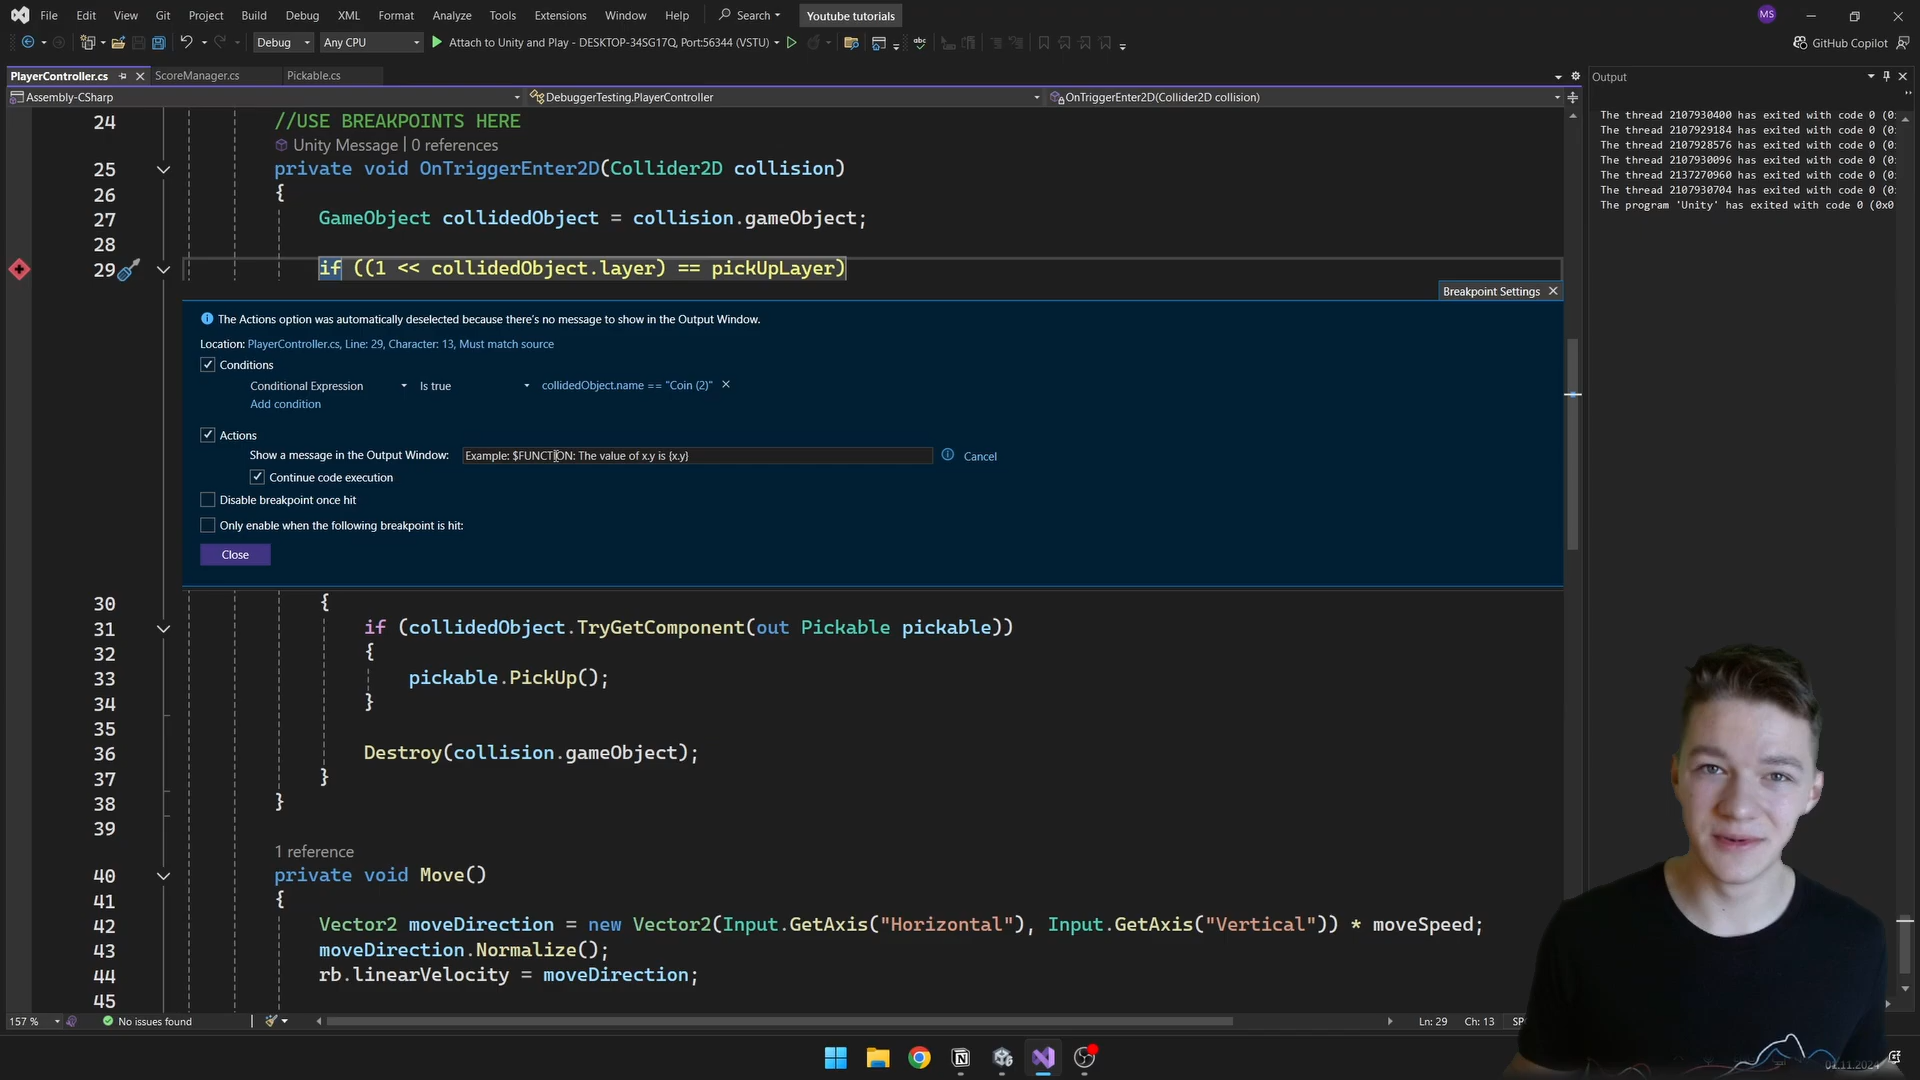 File Edit View Git Project Build Debug XML Format Analyze Tools Extensions Window Help Search Youtube tutorials MS
Debug Any CPU Attach to Unity and Play - DESKTOP-34SG17Q, Port:56344 (VSTU) GitHub Copilot
PlayerController.cs ScoreManager.cs Pickable.cs
Assembly-CSharp DebuggerTesting.PlayerController OnTriggerEnter2D(Collider2D collision)
Output
The thread 2107930400 has exited with code 0 (0
The thread 2107929184 has exited with code 0 (0
The thread 2107928576 has exited with code 0 (0
The thread 2107930096 has exited with code 0 (0
The thread 2137270960 has exited with code 0 (0
The thread 2107930704 has exited with code 0 (0
The program 'Unity' has exited with code 0 (0x0
24 //USE BREAKPOINTS HERE
Unity Message | 0 references
25 private void OnTriggerEnter2D(Collider2D collision)
26 {
27 GameObject collidedObject = collision.gameObject;
28
29 if ((1 << collidedObject.layer) == pickUpLayer)
Breakpoint Settings
The Actions option was automatically deselected because there's no message to show in the Output Window.
Location: PlayerController.cs, Line: 29, Character: 13, Must match source
Conditions
Conditional Expression Is true collidedObject.name == "Coin (2)"
Add condition
Actions
Show a message in the Output Window: Example: $FUNCTION: The value of x.y is {x.y} Cancel
Continue code execution
Disable breakpoint once hit
Only enable when the following breakpoint is hit:
Close
30 {
31 if (collidedObject.TryGetComponent(out Pickable pickable))
32 {
33 pickable.PickUp();
34 }
35
36 Destroy(collision.gameObject);
37 }
38 }
39
1 reference
40 private void Move()
41 {
42 Vector2 moveDirection = new Vector2(Input.GetAxis("Horizontal"), Input.GetAxis("Vertical")) * moveSpeed;
43 moveDirection.Normalize();
44 rb.linearVelocity = moveDirection;
45
157 % No issues found Ln: 29 Ch: 13